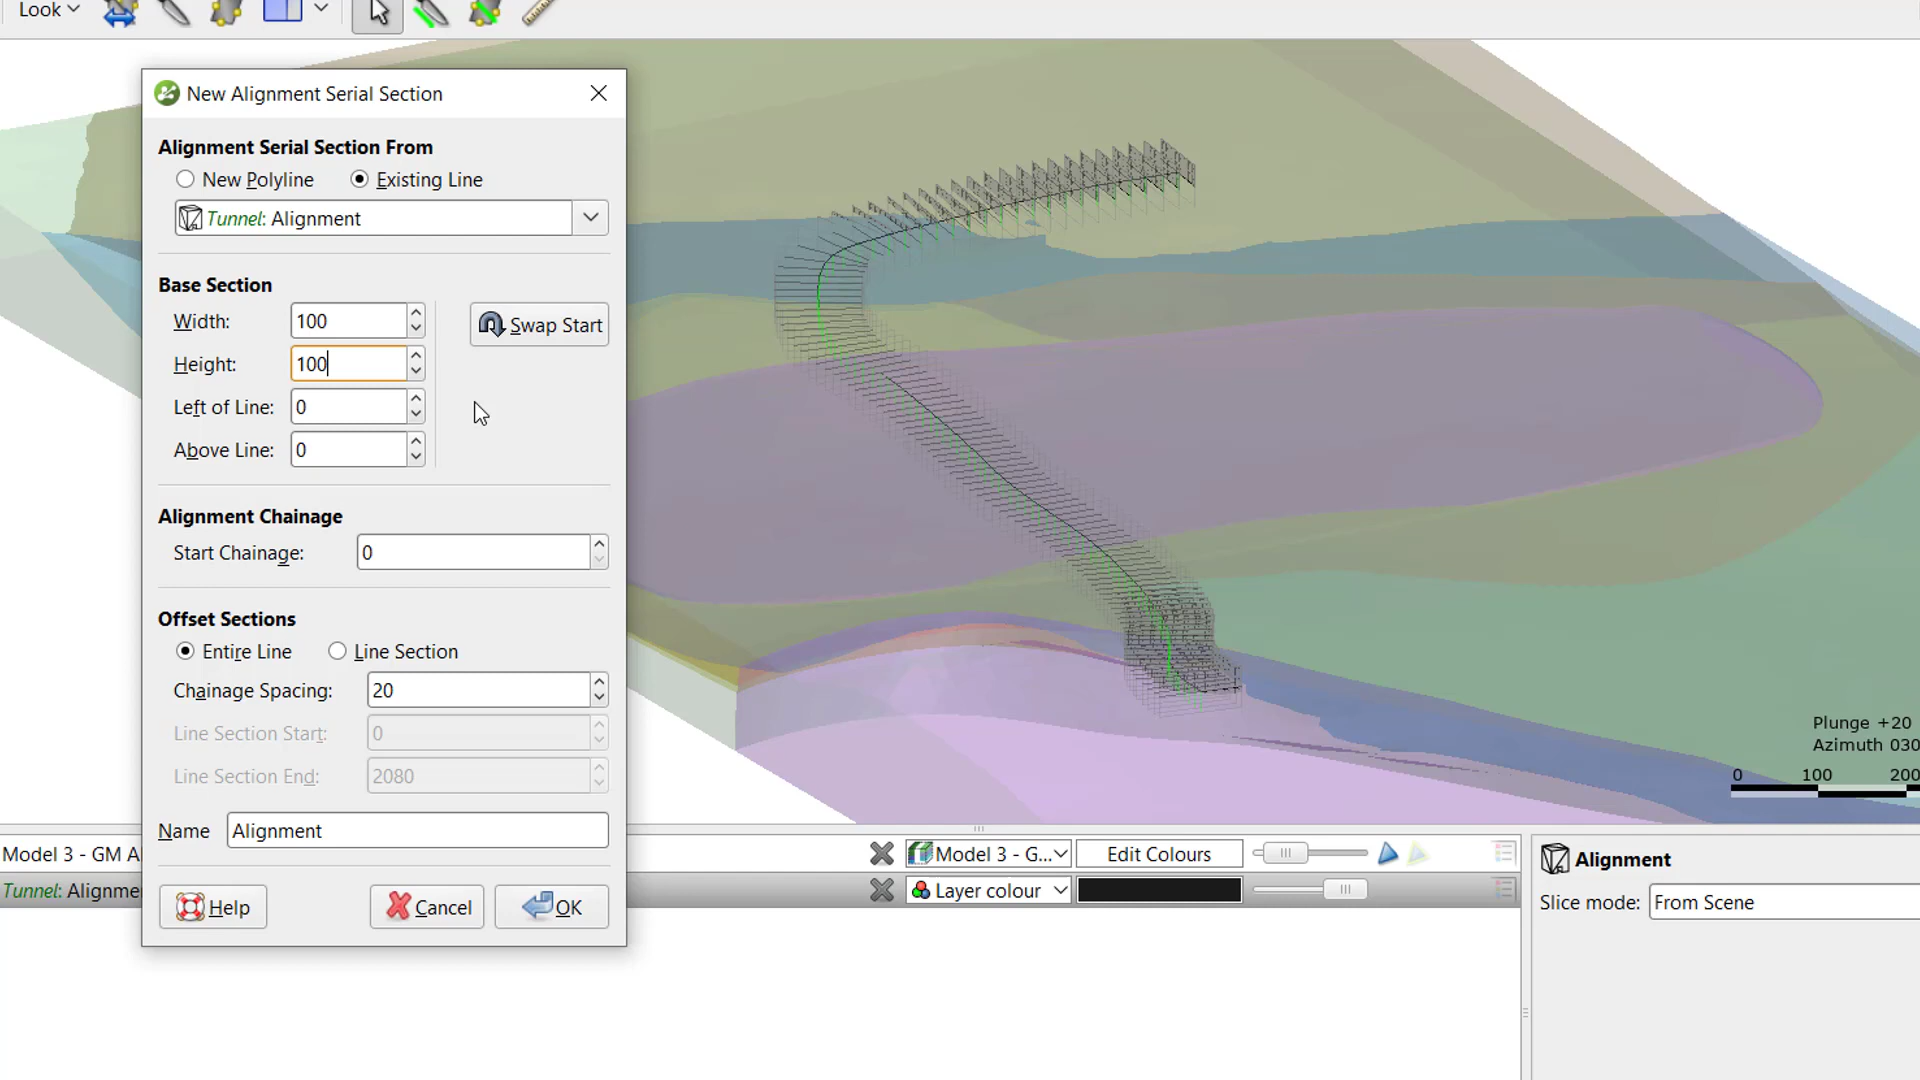 Look
New Alignment Serial Section
Alignment Serial Section From
New Polyline Existing Line
Tunnel: Alignment
Base Section
Width: 100
Swap Start
Height: 100
Left of Line: 0
Above Line: 0
Alignment Chainage
Start Chainage: 0
Offset Sections
Entire Line Line Section
Chainage Spacing: 20
Line Section Start: 0
Line Section End: 2080
Name Alignment
Help Cancel OK
Plunge +20
Azimuth 030
0 100 200
Model 3 - GM A
Model 3 - G... Edit Colours
Tunnel: Alignme
Layer colour
Alignment
Slice mode: From Scene